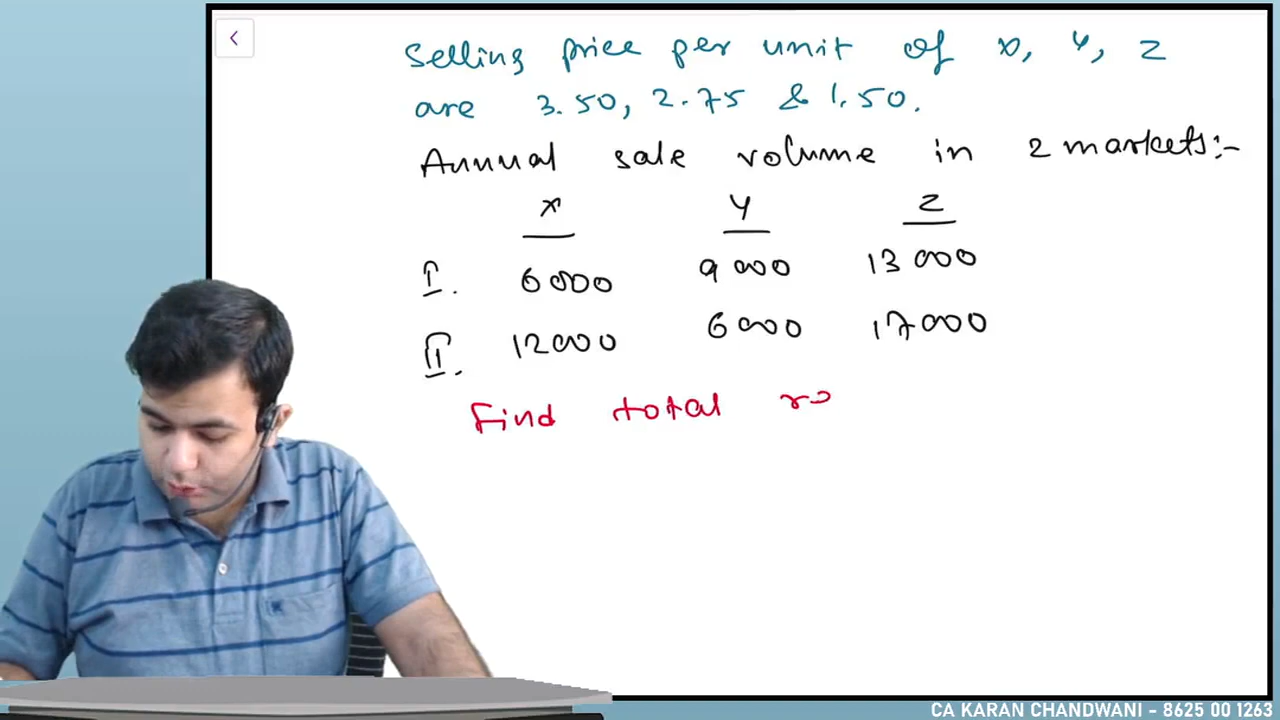 Selling price per unit of x, y, z
are 3.50, 2.75 & 1.50.
Annual sale volume in 2 markets:-
x y z
I. 6000 9000 13000
II. 12000 6000 17000
Find total
CA KARAN CHANDWANI - 8625 00 1263